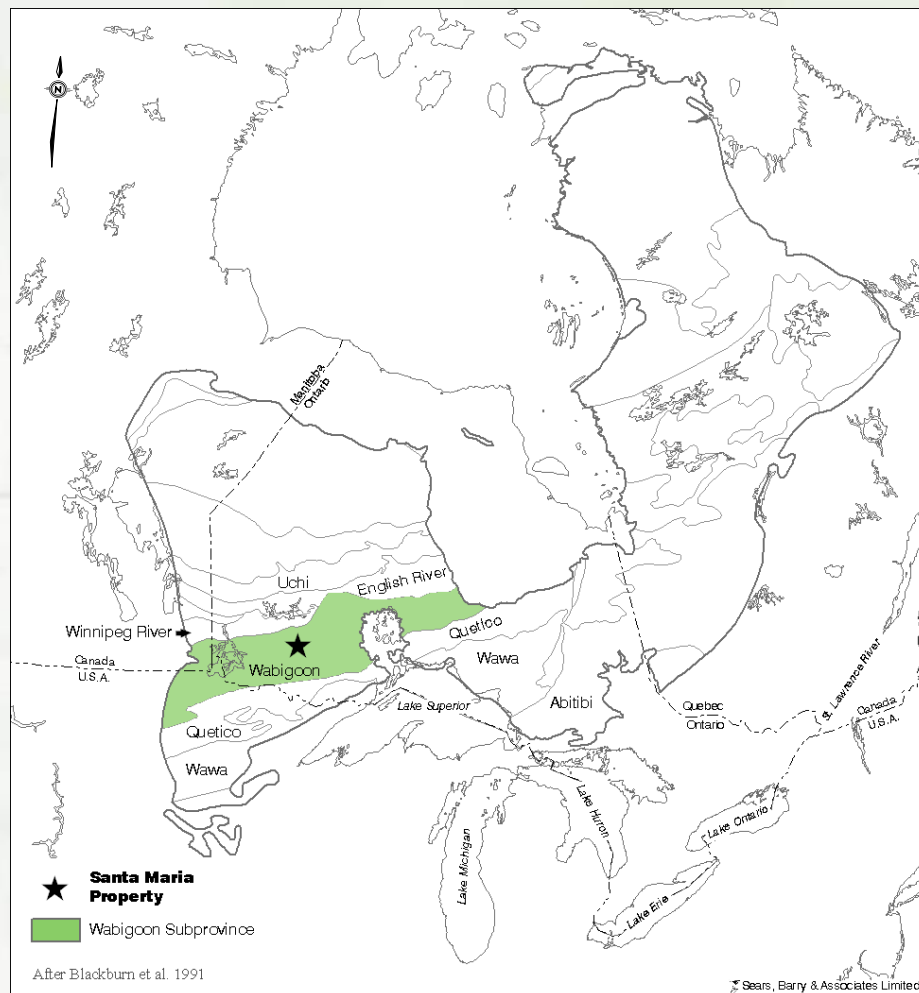 N
Manitoba
Ontario
Uchi
English River
Winnipeg River
Quetico
Canada
U.S.A.
Wabigoon
Wawa
Lake Superior
Abitibi
Quebec
Ontario
St. Lawrence River
Canada
U.S.A.
Quetico
Wawa
Lake Huron
Lake Michigan
Lake Ontario
Lake Erie
Santa Maria
Property
Wabigoon Subprovince
After Blackburn et al. 1991
Sears, Barry & Associates Limited